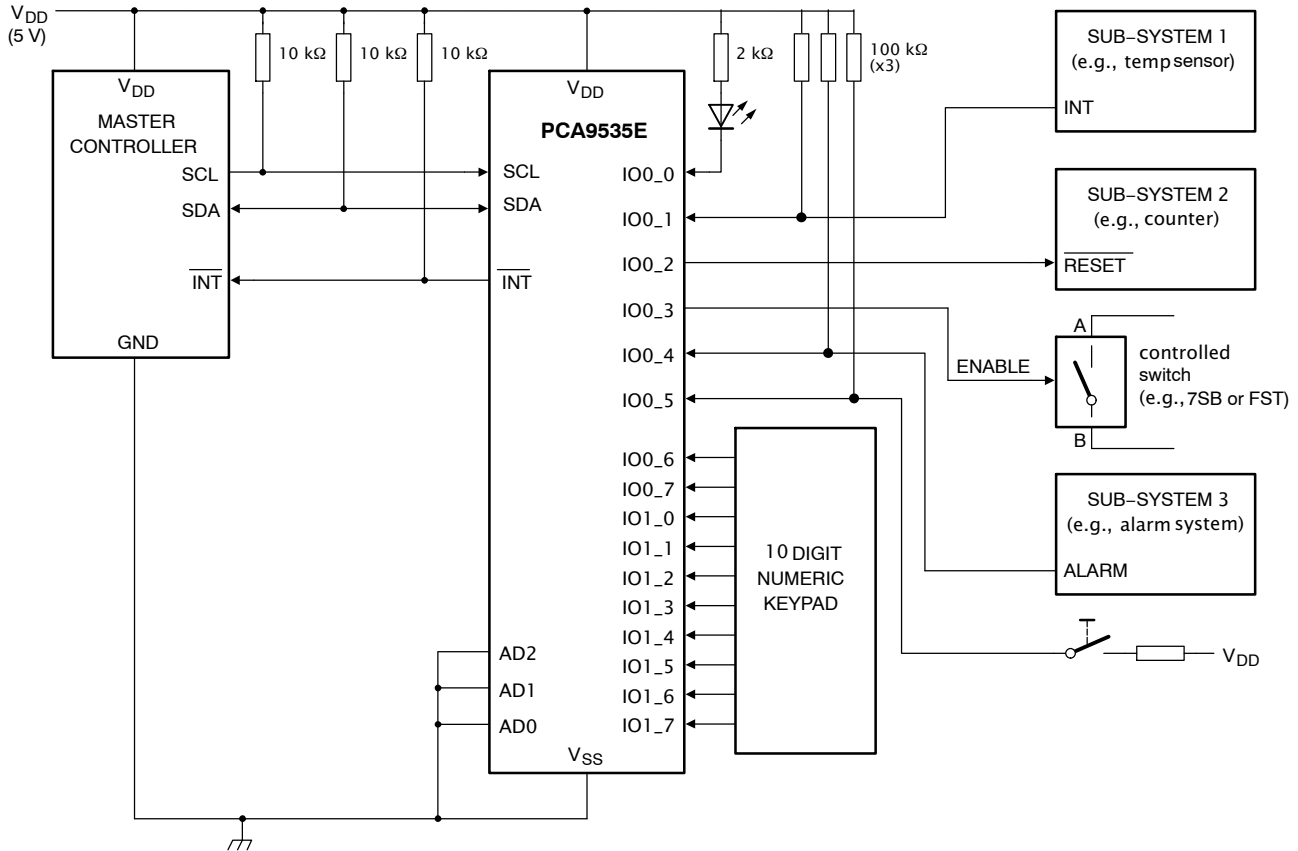 VDD
(5 V)
10 kΩ
10 kΩ
10 kΩ
2 kΩ
100 kΩ
(x3)
VDD
MASTER
CONTROLLER
SCL
SDA
INT
GND
VDD
PCA9535E
SCL
SDA
INT
AD2
AD1
AD0
VSS
IO0_0
IO0_1
IO0_2
IO0_3
IO0_4
IO0_5
IO0_6
IO0_7
IO1_0
IO1_1
IO1_2
IO1_3
IO1_4
IO1_5
IO1_6
IO1_7
10 DIGIT
NUMERIC
KEYPAD
SUB−SYSTEM 1
(e.g., temp sensor)
INT
SUB−SYSTEM 2
(e.g., counter)
RESET
A
ENABLE
B
controlled
switch
(e.g., 7SB or FST)
SUB−SYSTEM 3
(e.g., alarm system)
ALARM
VDD